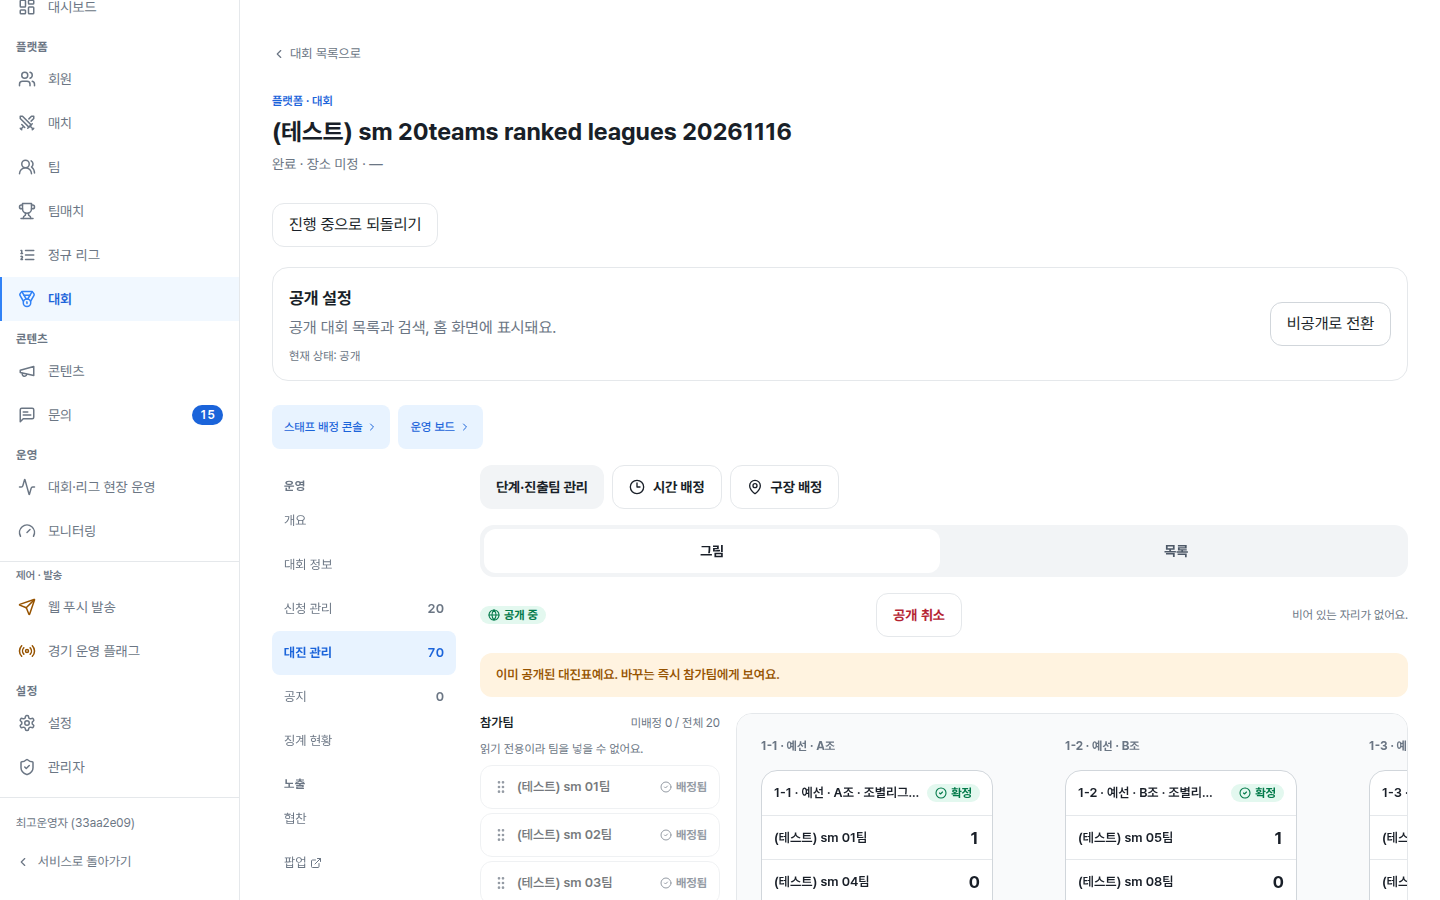 대시보드
플랫폼
회원
매치
팀
팀매치
정규 리그
대회
콘텐츠
콘텐츠
문의 15
운영
대회·리그 현장 운영
모니터링
제어 · 발송
웹 푸시 발송
경기 운영 플래그
설정
설정
관리자
최고운영자 (33aa2e09)
서비스로 돌아가기
대회 목록으로
플랫폼 · 대회
(테스트) sm 20teams ranked leagues 20261116
완료 · 장소 미정 · —
진행 중으로 되돌리기
공개 설정
공개 대회 목록과 검색, 홈 화면에 표시돼요.
현재 상태: 공개
비공개로 전환
스태프 배정 콘솔
운영 보드
운영
개요
대회 정보
신청 관리 20
대진 관리 70
공지 0
징계 현황
노출
협찬
팝업
단계·진출팀 관리
시간 배정
구장 배정
그림
목록
공개 중
공개 취소
비어 있는 자리가 없어요.
이미 공개된 대진표예요. 바꾸는 즉시 참가팀에게 보여요.
참가팀
미배정 0 / 전체 20
읽기 전용이라 팀을 넣을 수 없어요.
(테스트) sm 01팀 배정됨
(테스트) sm 02팀 배정됨
(테스트) sm 03팀 배정됨
1-1 · 예선 · A조
1-1 · 예선 · A조 · 조별리그... 확정
(테스트) sm 01팀 1
(테스트) sm 04팀 0
1-2 · 예선 · B조
1-2 · 예선 · B조 · 조별리... 확정
(테스트) sm 05팀 1
(테스트) sm 08팀 0
1-3 · 예
1-3 ·